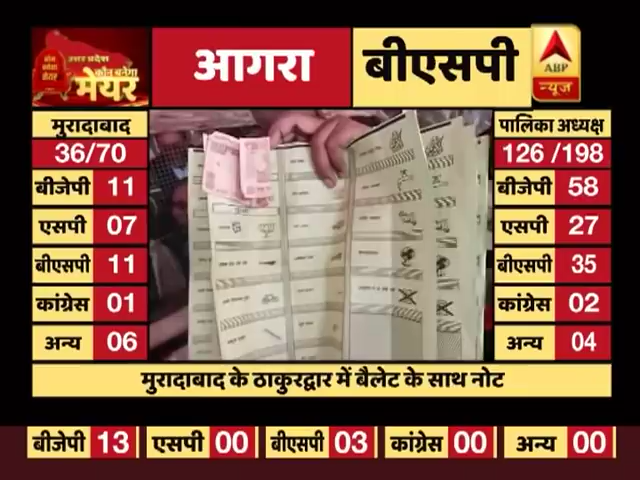 उत्तर प्रदेश
कौन बनेगा
मेयर
आगरा
बीएसपी
ABP
न्यूज़
मुरादाबाद
36/70
बीजेपी 11
एसपी 07
बीएसपी 11
कांग्रेस 01
अन्य 06
पालिका अध्यक्ष
126 /198
बीजेपी 58
एसपी 27
बीएसपी 35
कांग्रेस 02
अन्य 04
मुरादाबाद के ठाकुरद्वार में बैलेट के साथ नोट
बीजेपी 13 एसपी 00 बीएसपी 03 कांग्रेस 00 अन्य 00